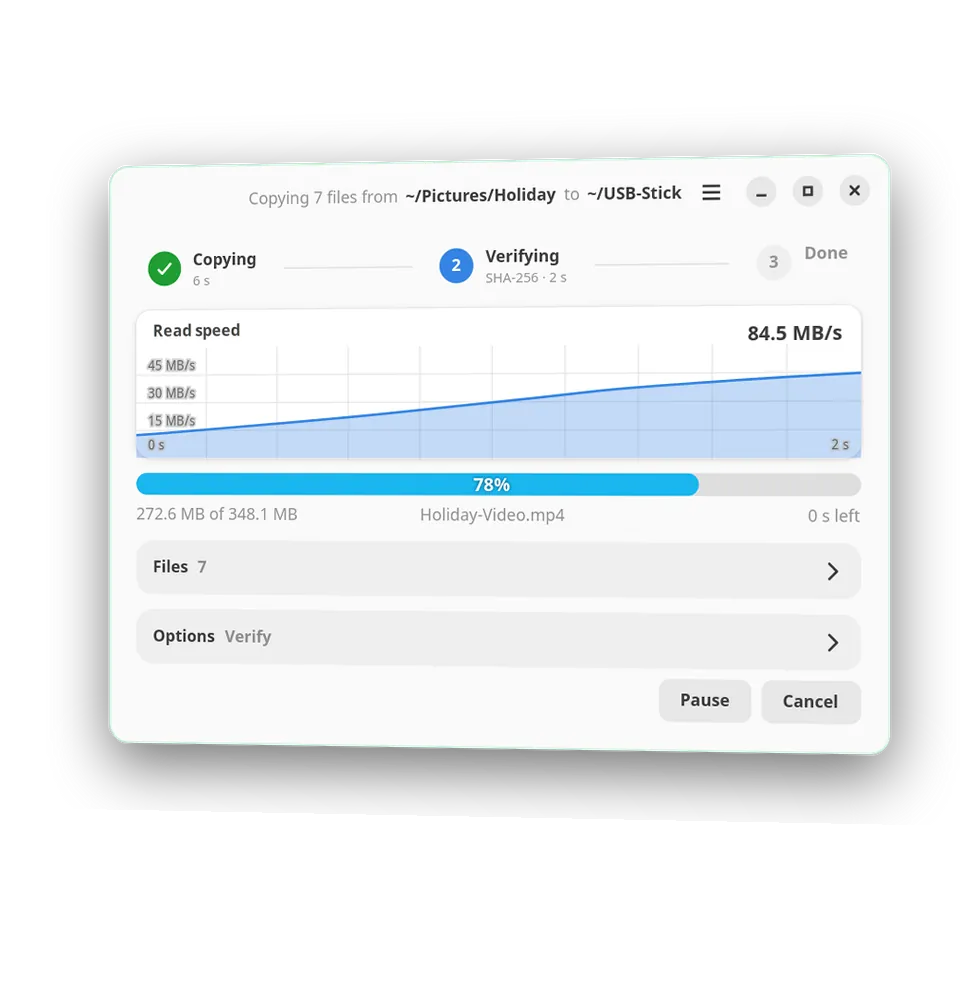 Copying 7 files from ~/Pictures/Holiday to ~/USB-Stick
Copying
6 s
2
Verifying
SHA-256 · 2 s
3
Done
Read speed
84.5 MB/s
45 MB/s
30 MB/s
15 MB/s
0 s
2 s
78%
272.6 MB of 348.1 MB
Holiday-Video.mp4
0 s left
Files 7
Options Verify
Pause
Cancel